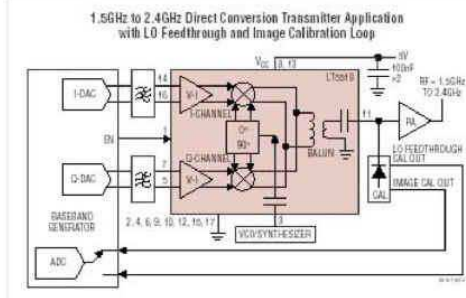 1.5GHz to 2.4GHz Direct Conversion Transmitter Application
with LO Feedthrough and Image Calibration Loop
VCC 8, 13
5V
100nF
×2
RF = 1.5GHz
TO 2.4GHz
I-DAC
14
16
V-I
I-CHANNEL
EN
1
0°
90°
Q-CHANNEL
Q-DAC
7
5
V-I
BALUN
11
PA
LO FEEDTHROUGH
CAL OUT
IMAGE CAL OUT
CAL
BASEBAND
GENERATOR
2, 4, 6, 9, 10, 12, 15, 17
3
VCO/SYNTHESIZER
ADC